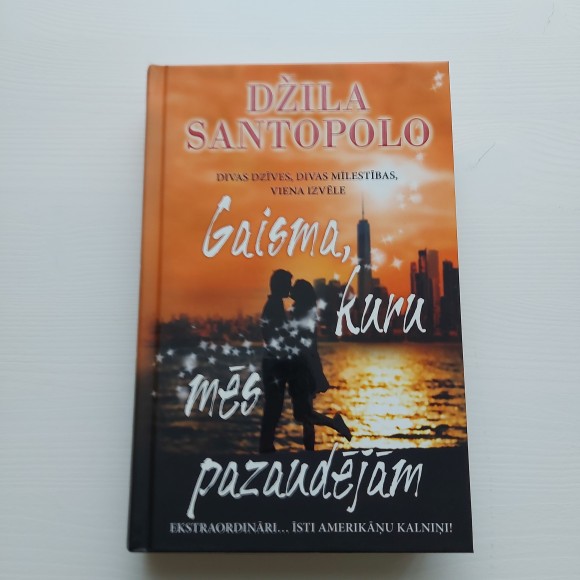 DŽILA
SANTOPOLO
DIVAS DZĪVES, DIVAS MĪLESTĪBAS,
VIENA IZVĒLE
Gaisma,
kuru
mēs
pazaudējām
EKSTRAORDINĀRI... ĪSTI AMERIKĀŅU KALNIŅI!